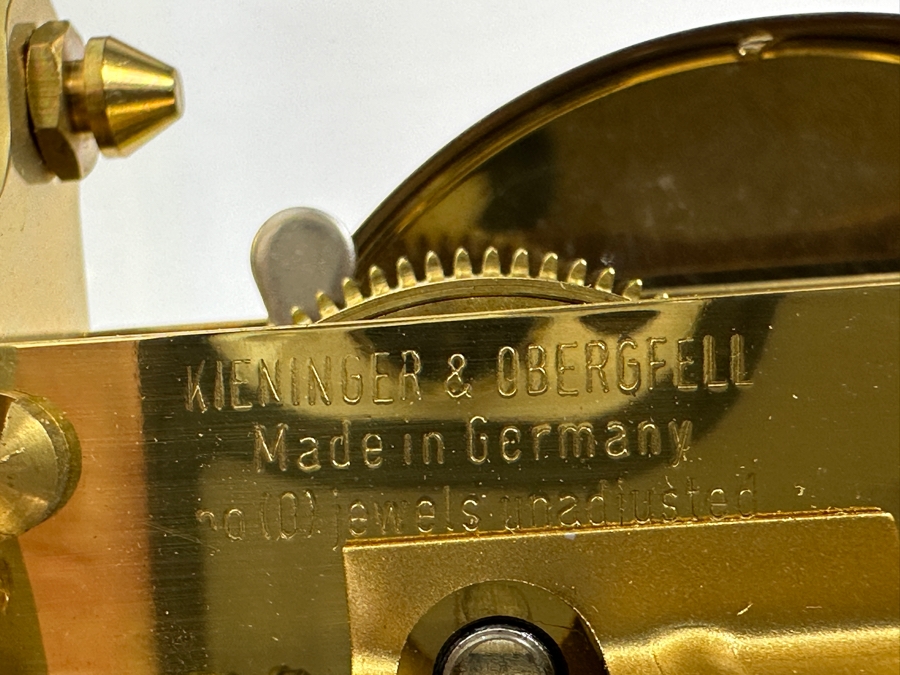 KIENINGER & OBERGFELL
Made in Germany
no (0) jewels unadjusted